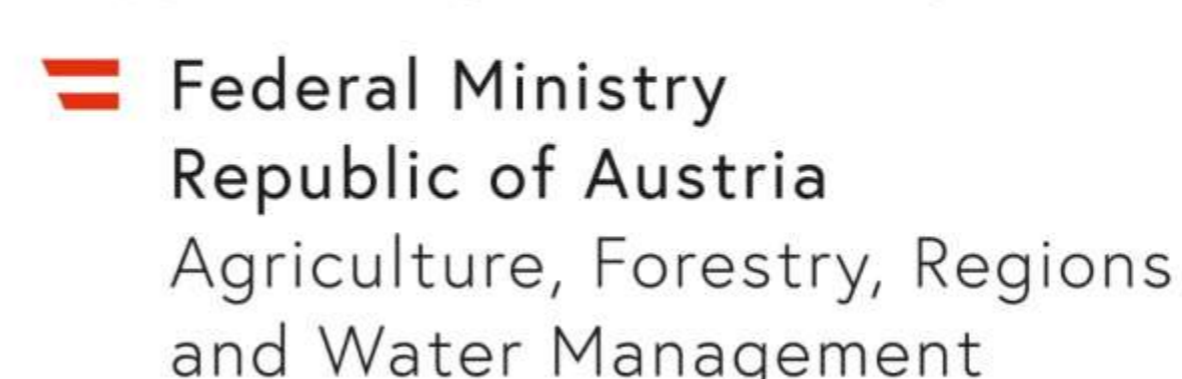 Federal Ministry
Republic of Austria
Agriculture, Forestry, Regions
and Water Management